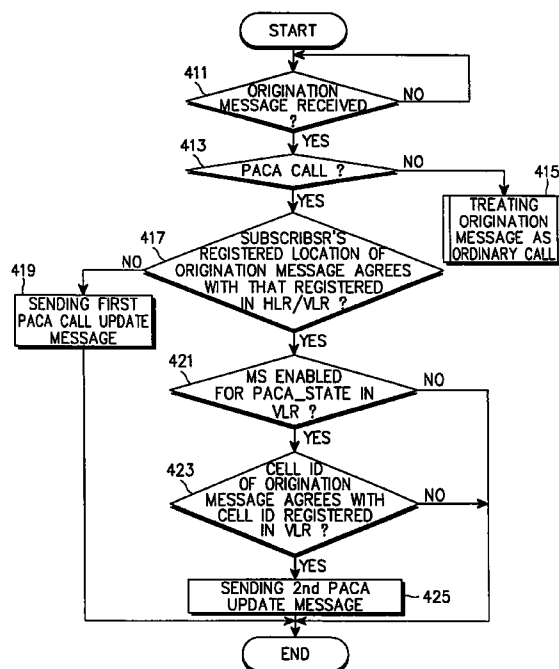 START
411
ORIGINATION
MESSAGE RECEIVED
?
NO
YES
413
PACA CALL ?
NO
YES
415
TREATING
ORIGINATION
MESSAGE AS
ORDINARY CALL
417
SUBSCRIBSR'S
REGISTERED LOCATION OF
ORIGINATION MESSAGE AGREES
WITH THAT REGISTERED
IN HLR/VLR ?
NO
YES
419
SENDING FIRST
PACA CALL UPDATE
MESSAGE
421
MS ENABLED
FOR PACA_STATE IN
VLR ?
NO
YES
423
CELL ID
OF ORIGINATION
MESSAGE AGREES WITH
CELL ID REGISTERED
IN VLR ?
NO
YES
SENDING 2nd PACA
UPDATE MESSAGE
425
END